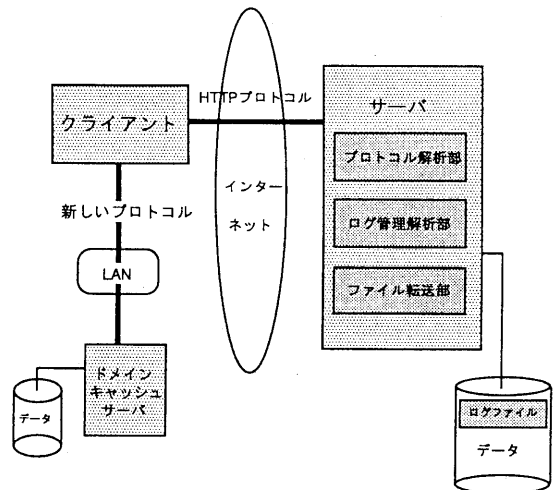 HTTPプロトコル
クライアント
サーバ
プロトコル解析部
ログ管理解析部
ファイル転送部
インター
ネット
新しいプロトコル
LAN
ドメイン
キャッシュ
サーバ
データ
ログファイル
データ